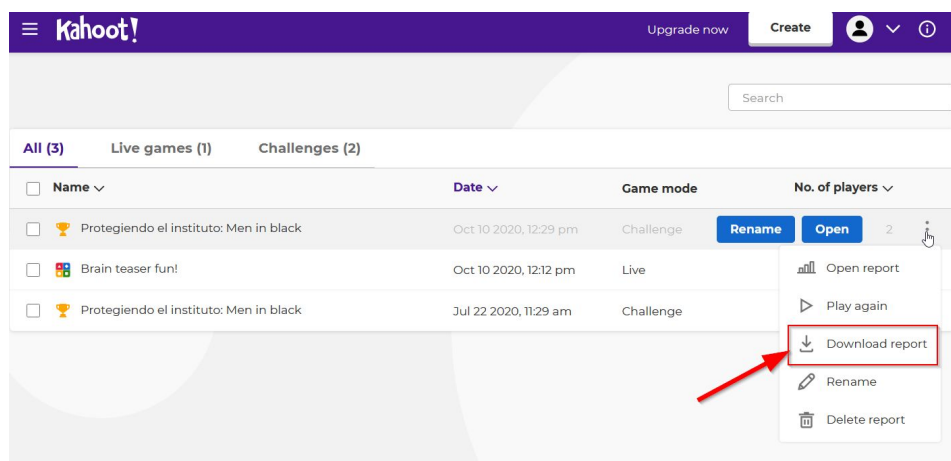 Kahoot! Upgrade now Create
Search
All (3) Live games (1) Challenges (2)
Name Date Game mode No. of players
Protegiendo el instituto: Men in black Oct 10 2020, 12:29 pm Challenge Rename Open 2
Brain teaser fun! Oct 10 2020, 12:12 pm Live
Open report
Protegiendo el instituto: Men in black Jul 22 2020, 11:29 am Challenge
Play again
Download report
Rename
Delete report